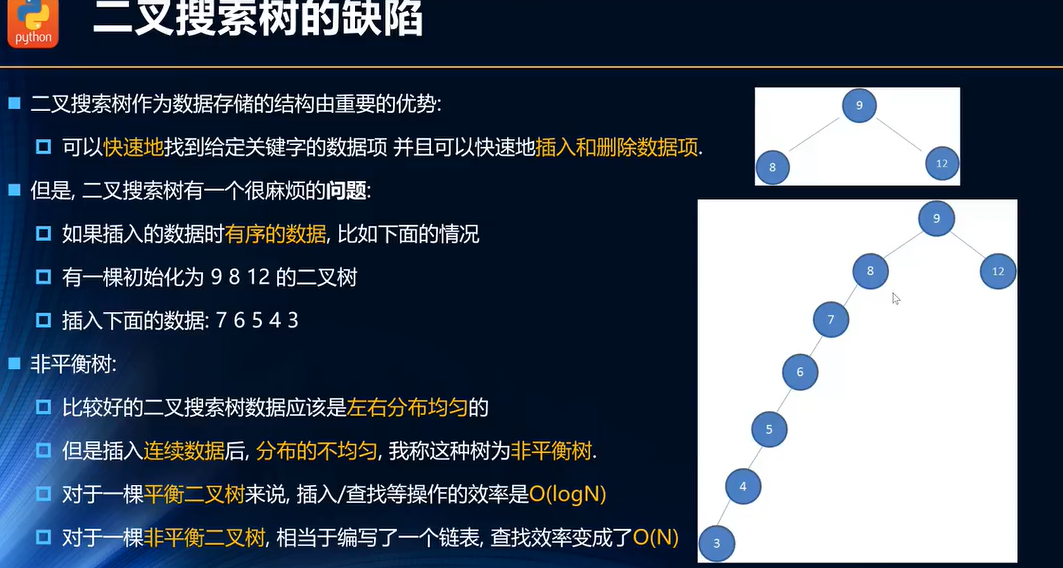 python
二叉搜索树的缺陷
二叉搜索树作为数据存储的结构由重要的优势:
可以快速地找到给定关键字的数据项 并且可以快速地插入和删除数据项.
但是, 二叉搜索树有一个很麻烦的问题:
如果插入的数据时有序的数据, 比如下面的情况
有一棵初始化为 9 8 12 的二叉树
插入下面的数据: 7 6 5 4 3
非平衡树:
比较好的二叉搜索树数据应该是左右分布均匀的
但是插入连续数据后, 分布的不均匀, 我称这种树为非平衡树.
对于一棵平衡二叉树来说, 插入/查找等操作的效率是O(logN)
对于一棵非平衡二叉树, 相当于编写了一个链表, 查找效率变成了O(N)
9
8 12
9
8 12
7
6
5
4
3